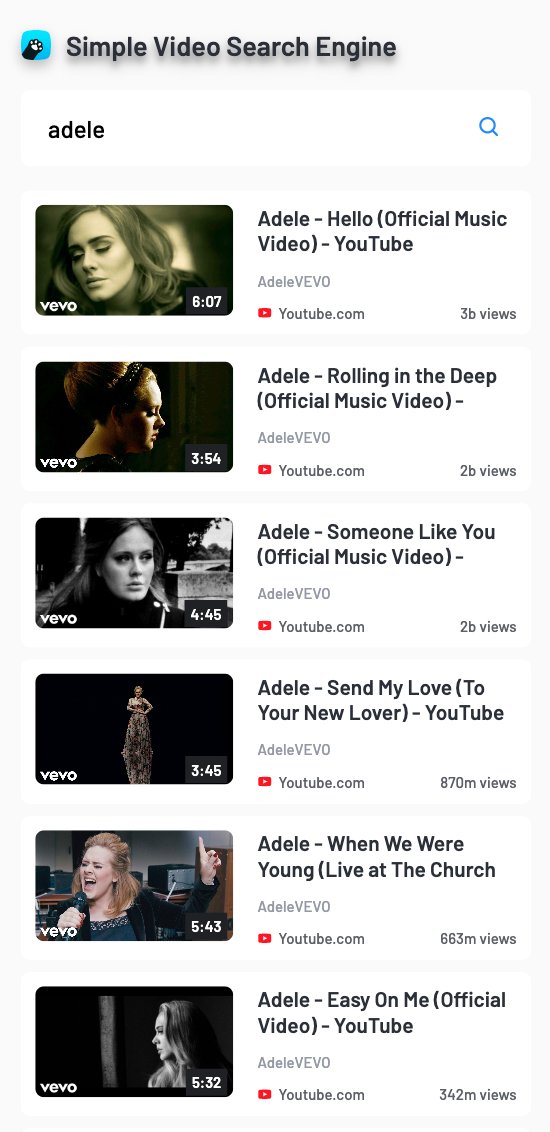 Simple Video Search Engine
adele
vevo
6:07
Adele - Hello (Official Music
Video) - YouTube
AdeleVEVO
Youtube.com
3b views
vevo
3:54
Adele - Rolling in the Deep
(Official Music Video) -
AdeleVEVO
Youtube.com
2b views
vevo
4:45
Adele - Someone Like You
(Official Music Video) -
AdeleVEVO
Youtube.com
2b views
vevo
3:45
Adele - Send My Love (To
Your New Lover) - YouTube
AdeleVEVO
Youtube.com
870m views
vevo
5:43
Adele - When We Were
Young (Live at The Church
AdeleVEVO
Youtube.com
663m views
vevo
5:32
Adele - Easy On Me (Official
Video) - YouTube
AdeleVEVO
Youtube.com
342m views